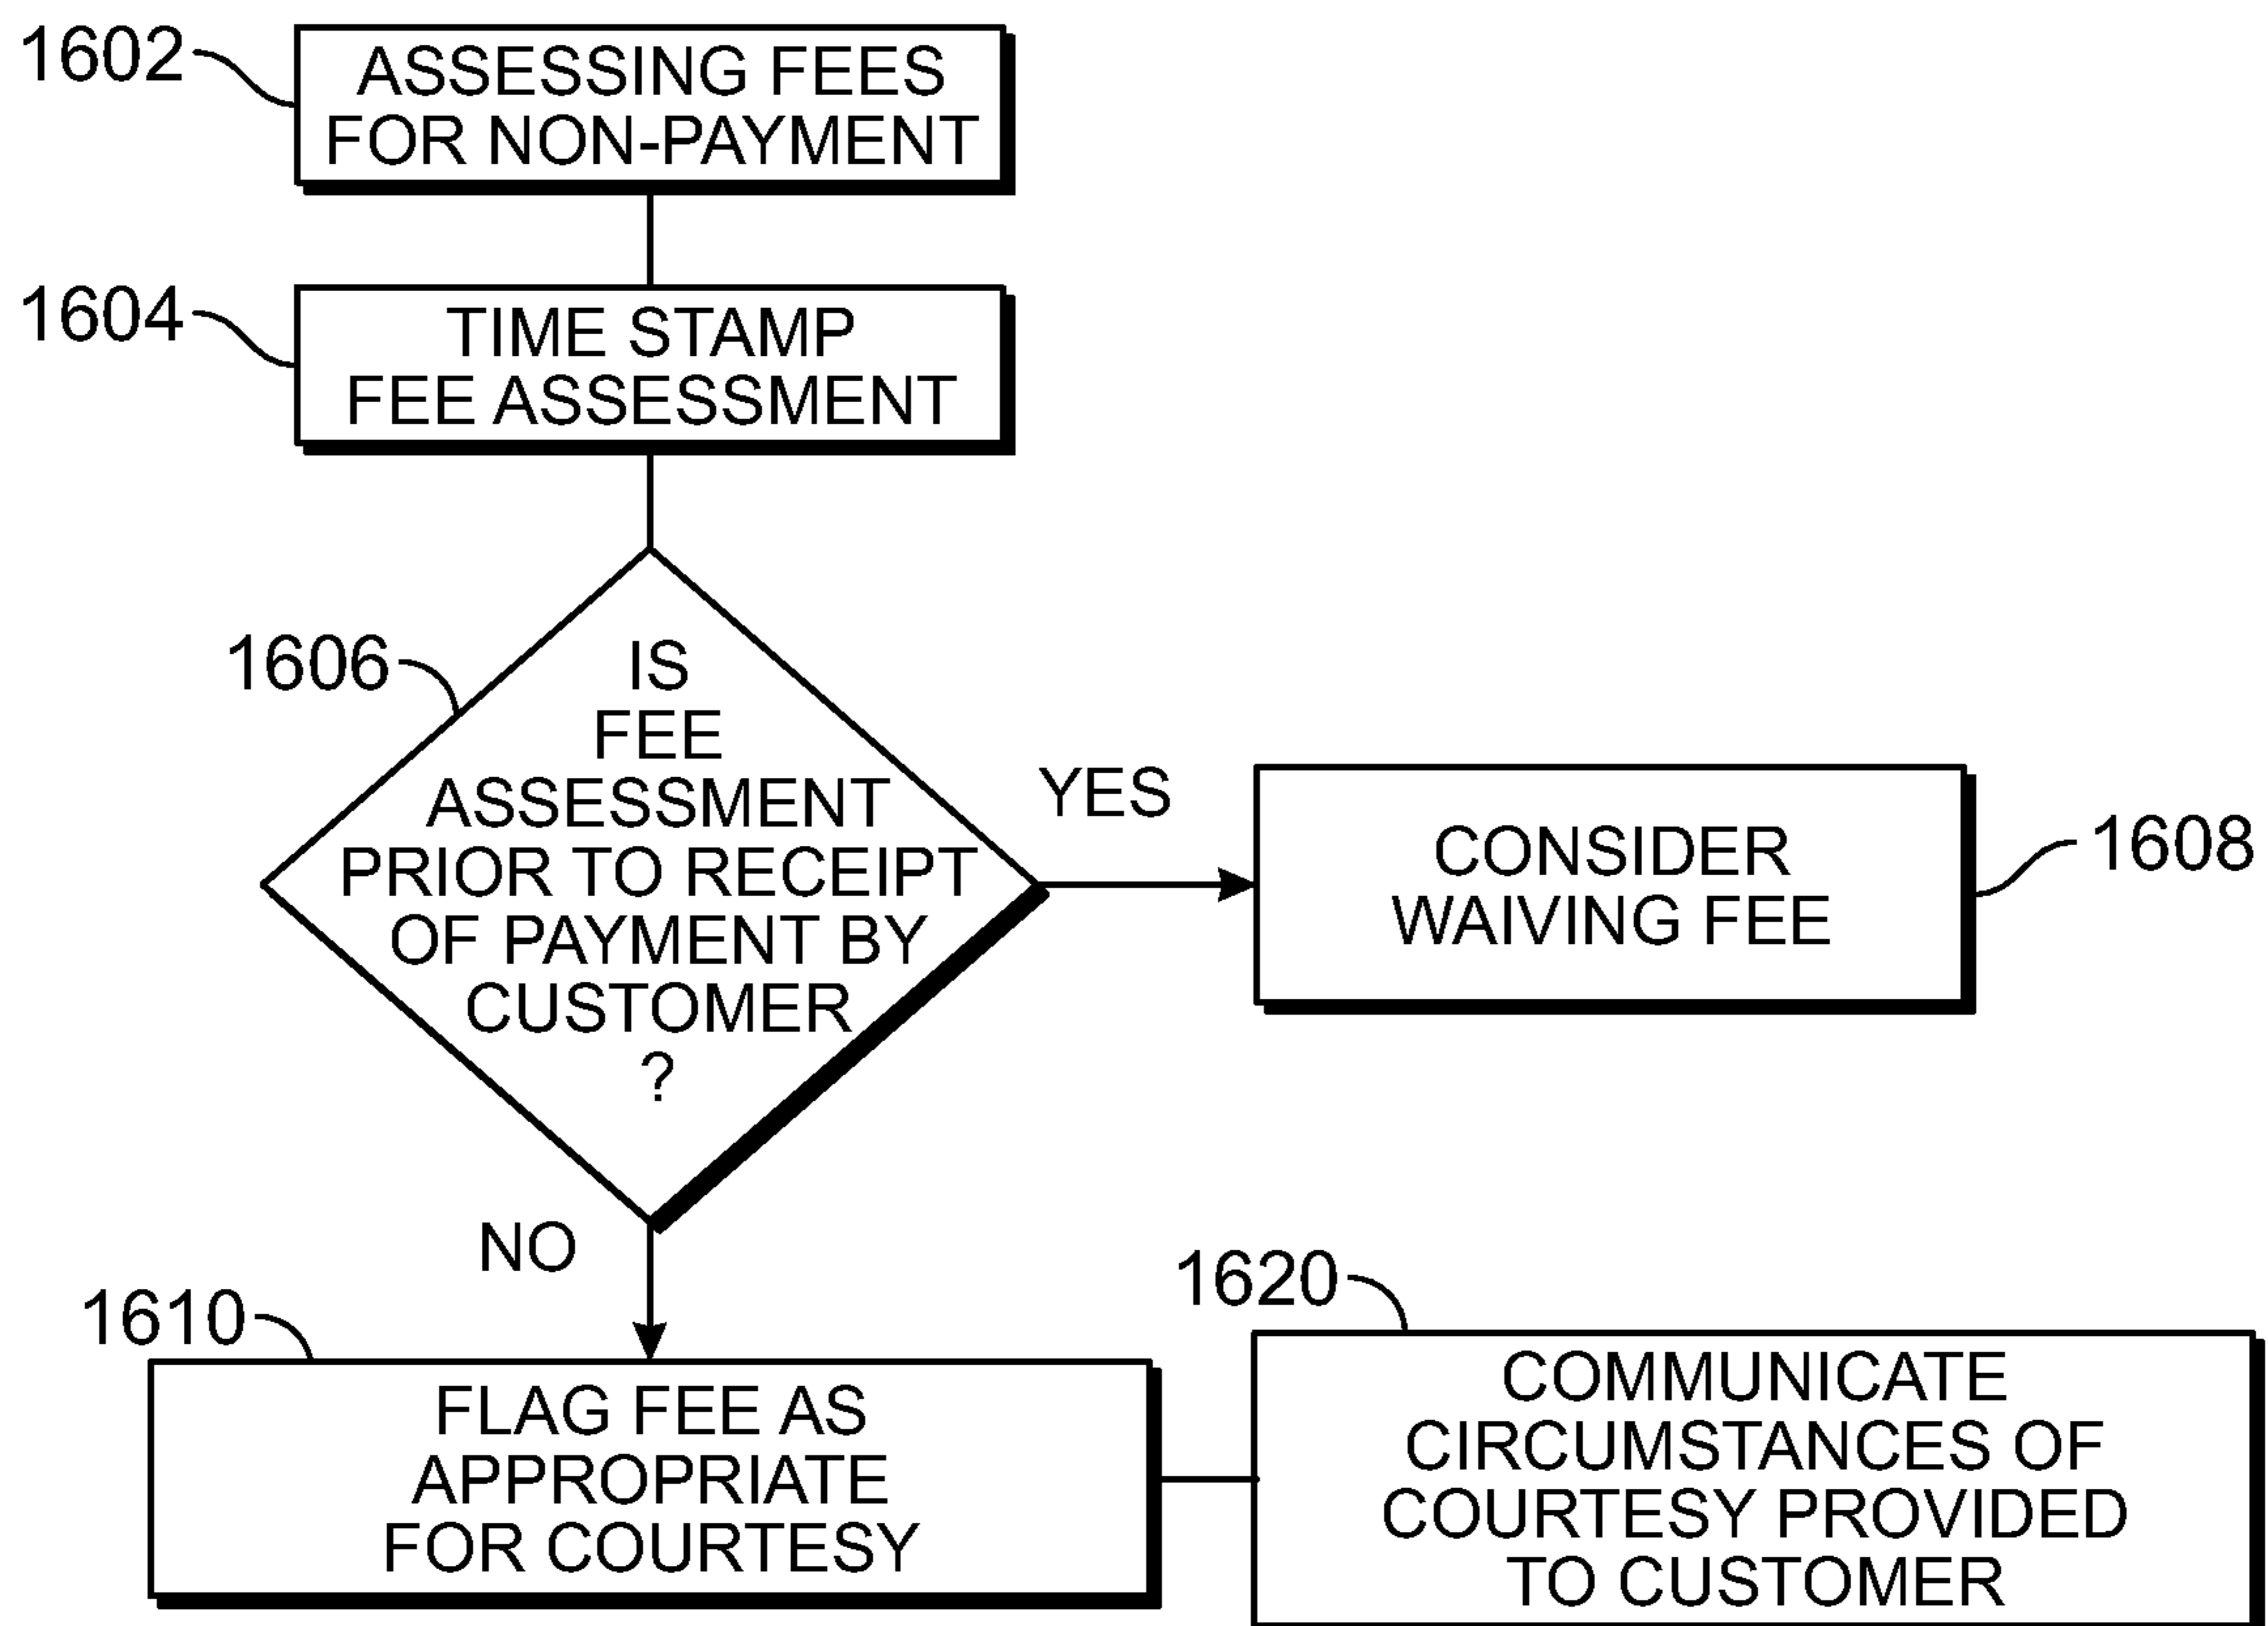 1602
ASSESSING FEES
FOR NON-PAYMENT
1604
TIME STAMP
FEE ASSESSMENT
1606
IS
FEE
ASSESSMENT
PRIOR TO RECEIPT
OF PAYMENT BY
CUSTOMER
?
YES
CONSIDER
WAIVING FEE
1608
NO
1610
FLAG FEE AS
APPROPRIATE
FOR COURTESY
1620
COMMUNICATE
CIRCUMSTANCES OF
COURTESY PROVIDED
TO CUSTOMER